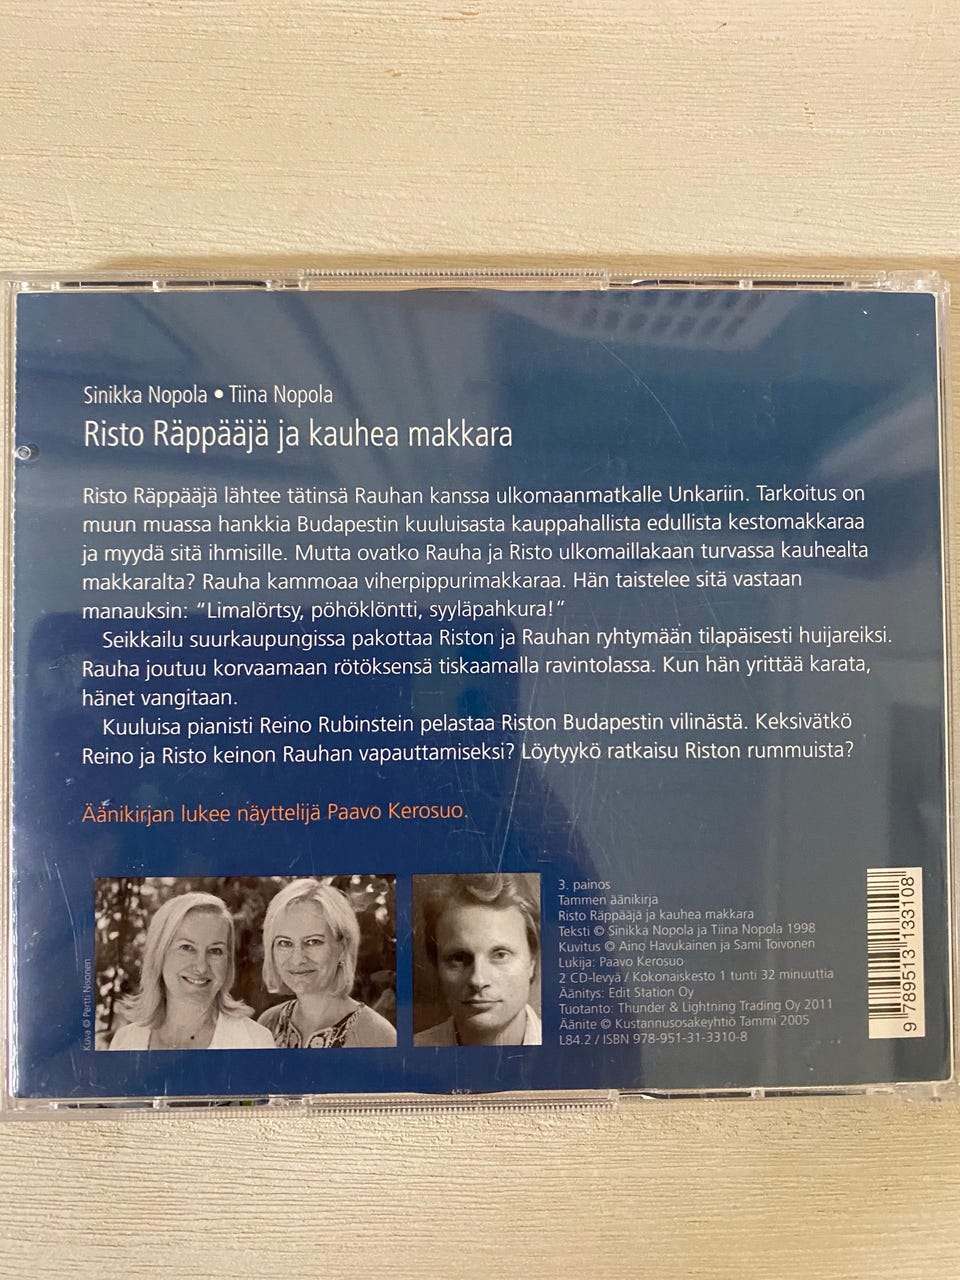 Sinikka Nopola • Tiina Nopola
Risto Räppääjä ja kauhea makkara
Risto Räppääjä lähtee tätinsä Rauhan kanssa ulkomaanmatkalle Unkariin. Tarkoitus on
muun muassa hankkia Budapestin kuuluisasta kauppahallista edullista kestomakkaraa
ja myydä sitä ihmisille. Mutta ovatko Rauha ja Risto ulkomaillakaan turvassa kauhealta
makkaralta? Rauha kammoaa viherpippurimakkaraa. Hän taistelee sitä vastaan
manauksin: “Limalörtsy, pöhöklöntti, syyläpahkura!”
Seikkailu suurkaupungissa pakottaa Riston ja Rauhan ryhtymään tilapäisesti huijareiksi.
Rauha joutuu korvaamaan rötöksensä tiskaamalla ravintolassa. Kun hän yrittää karata,
hänet vangitaan.
Kuuluisa pianisti Reino Rubinstein pelastaa Riston Budapestin vilinästä. Keksivätkö
Reino ja Risto keinon Rauhan vapauttamiseksi? Löytyykö ratkaisu Riston rummuista?
Äänikirjan lukee näyttelijä Paavo Kerosuo.
Kuva © Pertti Nisonen
3. painos
Tammen äänikirja
Risto Räppääjä ja kauhea makkara
Teksti © Sinikka Nopola ja Tiina Nopola 1998
Kuvitus © Aino Havukainen ja Sami Toivonen
Lukija: Paavo Kerosuo
2 CD-levyä / Kokonaiskesto 1 tunti 32 minuuttia
Äänitys: Edit Station Oy
Tuotanto: Thunder & Lightning Trading Oy 2011
Äänite © Kustannusosakeyhtiö Tammi 2005
L84.2 / ISBN 978-951-31-3310-8
9 789513 133108